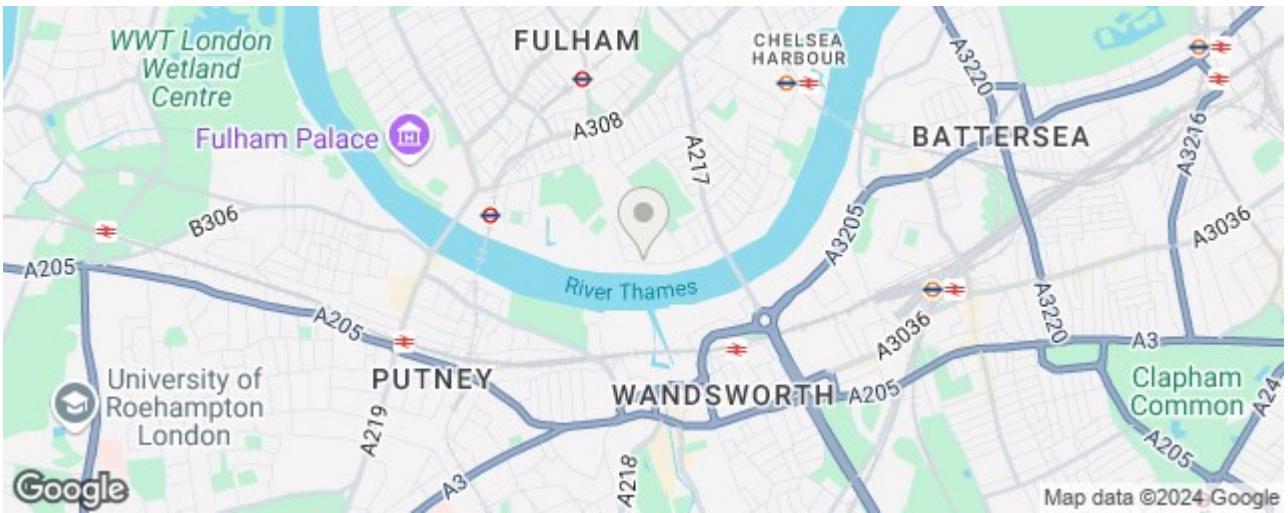 WWT London
Wetland
Centre
FULHAM
CHELSEA
HARBOUR
A3220
A3216
Fulham Palace
A308
A217
BATTERSEA
B306
A3205
A3036
A205
River Thames
A205
A3036
A3220
A3
University of
Roehampton
London
PUTNEY
A219
WANDSWORTH
A205
Clapham
Common
A24
A205
A3
A218
Google
Map data ©2024 Google